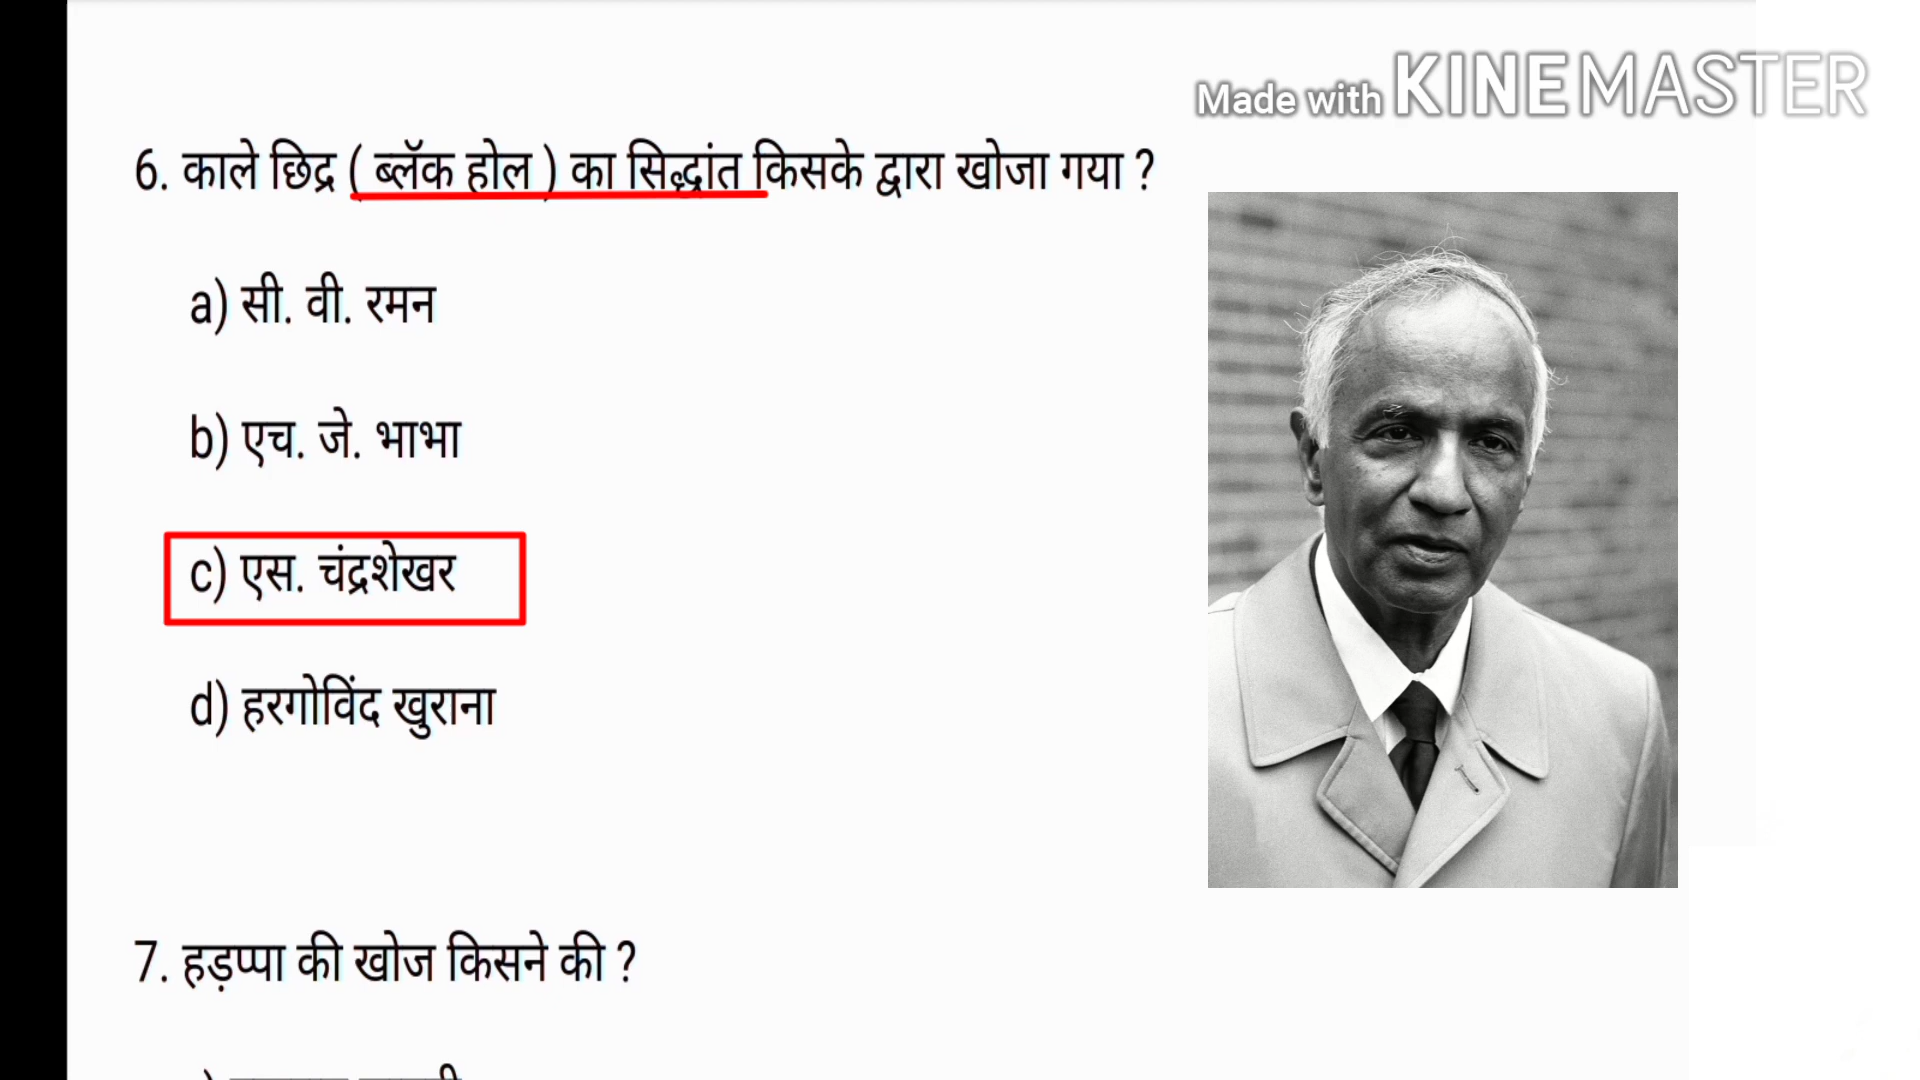 Made with KINEMASTER
6. काले छिद्र ( ब्लॅक होल ) का सिद्धांत किसके द्वारा खोजा गया ?
a) सी. वी. रमन
b) एच. जे. भाभा
c) एस. चंद्रशेखर
d) हरगोविंद खुराना
7. हड़प्पा की खोज किसने की ?